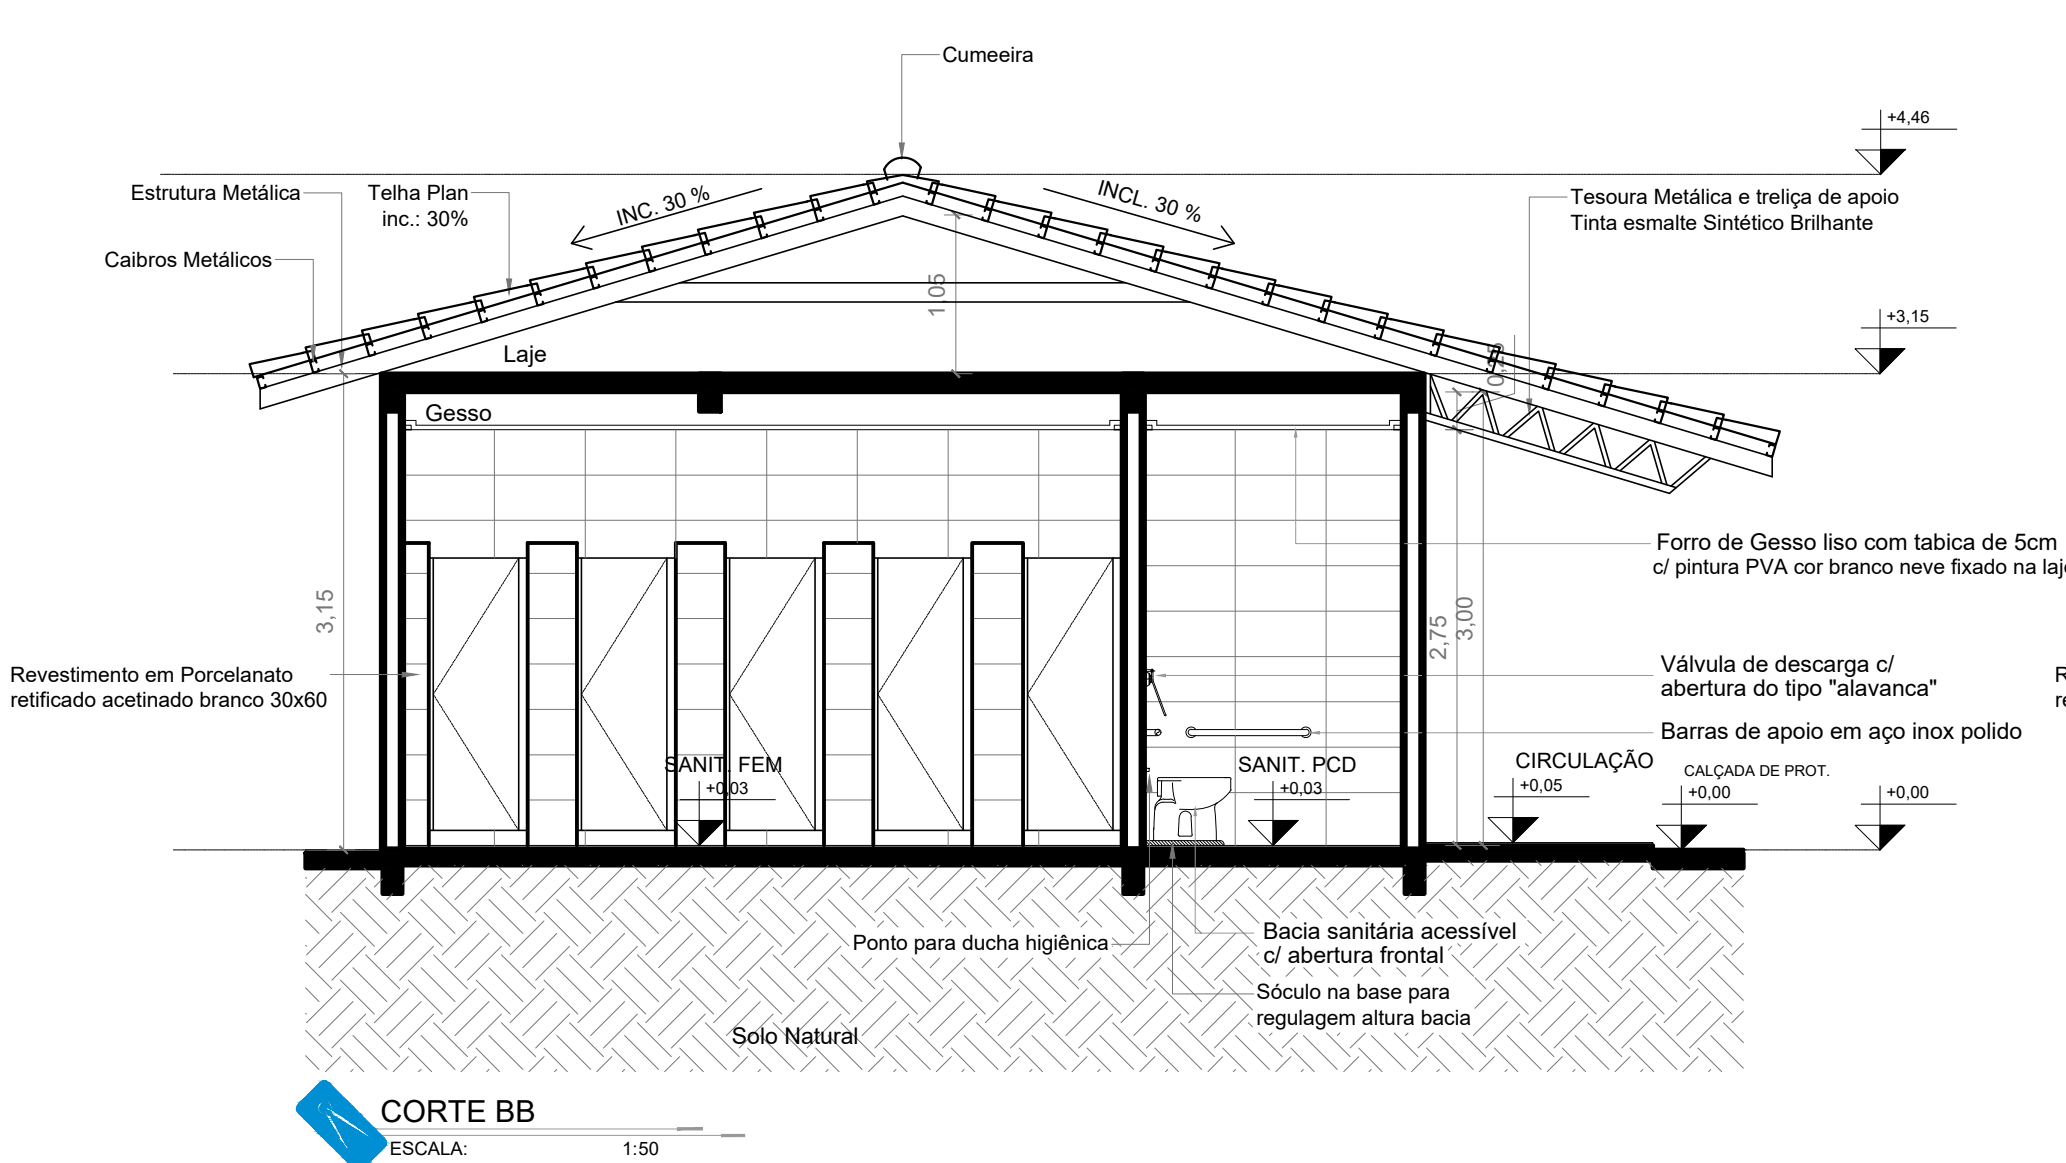 Cumeeira
+4,46
Estrutura Metálica
Telha Plan
inc.: 30%
INC. 30 %
INCL. 30 %
Tesoura Metálica e treliça de apoio
Tinta esmalte Sintético Brilhante
Caibros Metálicos
1,05
+3,15
Laje
0,25
Gesso
Forro de Gesso liso com tabica de 5cm
c/ pintura PVA cor branco neve fixado na laje
3,15
2,75
3,00
Revestimento em Porcelanato
retificado acetinado branco 30x60
Válvula de descarga c/
abertura do tipo "alavanca"
R
re
Barras de apoio em aço inox polido
SANIT. FEM
+0,03
SANIT. PCD
+0,03
CIRCULAÇÃO
+0,05
CALÇADA DE PROT.
+0,00
+0,00
Ponto para ducha higiênica
Bacia sanitária acessível
c/ abertura frontal
Sóculo na base para
regulagem altura bacia
Solo Natural
CORTE BB
ESCALA: 1:50